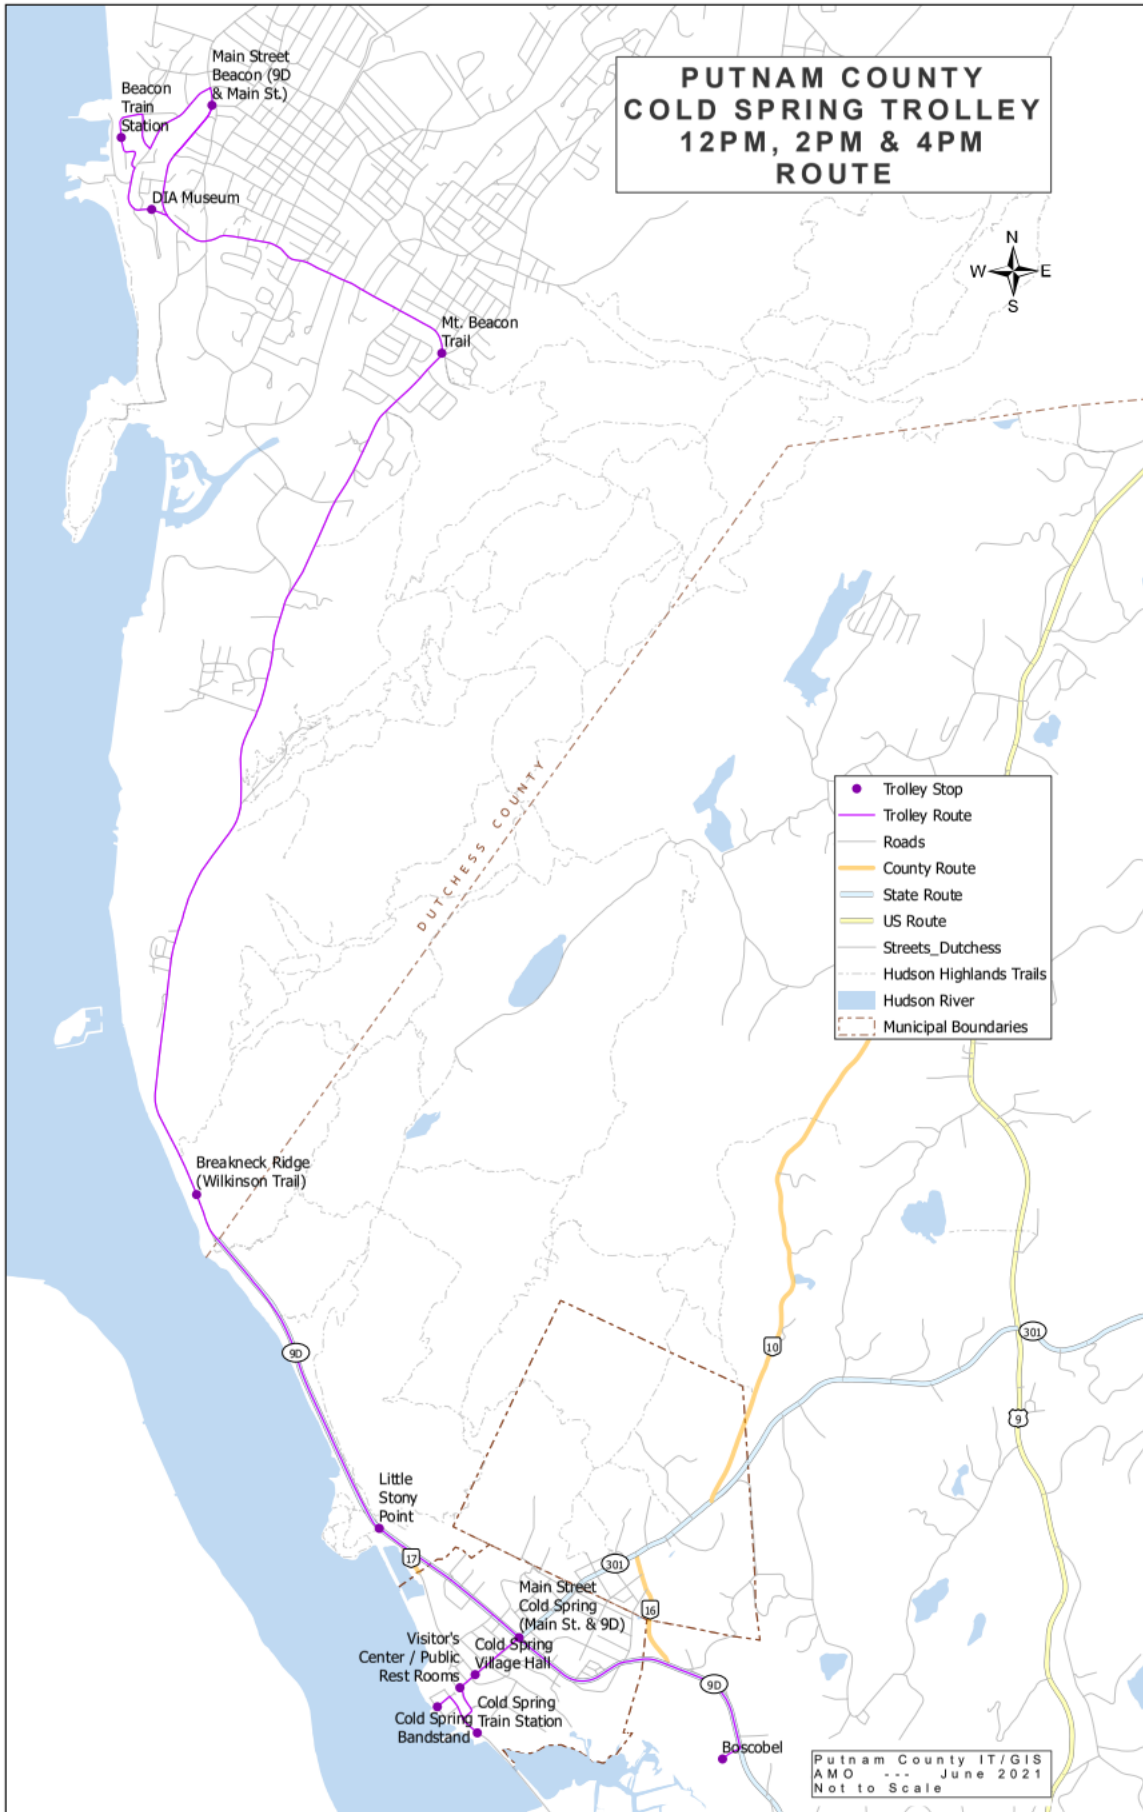 PUTNAM COUNTY
COLD SPRING TROLLEY
12PM, 2PM & 4PM
ROUTE
Main Street
Beacon (9D
& Main St.)
Beacon
Train
Station
DIA Museum
N
W E
S
Mt. Beacon
Trail
DUTCHESS COUNTY
Trolley Stop
Trolley Route
Roads
County Route
State Route
US Route
Streets_Dutchess
Hudson Highlands Trails
Hudson River
Municipal Boundaries
Breakneck Ridge
(Wilkinson Trail)
9D
301
10
9
Little
Stony
Point
17
301
Main Street
Cold Spring
(Main St. & 9D)
16
Visitor's
Center / Public
Rest Rooms
Cold Spring
Village Hall
9D
Cold Spring
Train Station
Cold Spring
Bandstand
Boscobel
Putnam County IT/GIS
AMO --- June 2021
Not to Scale